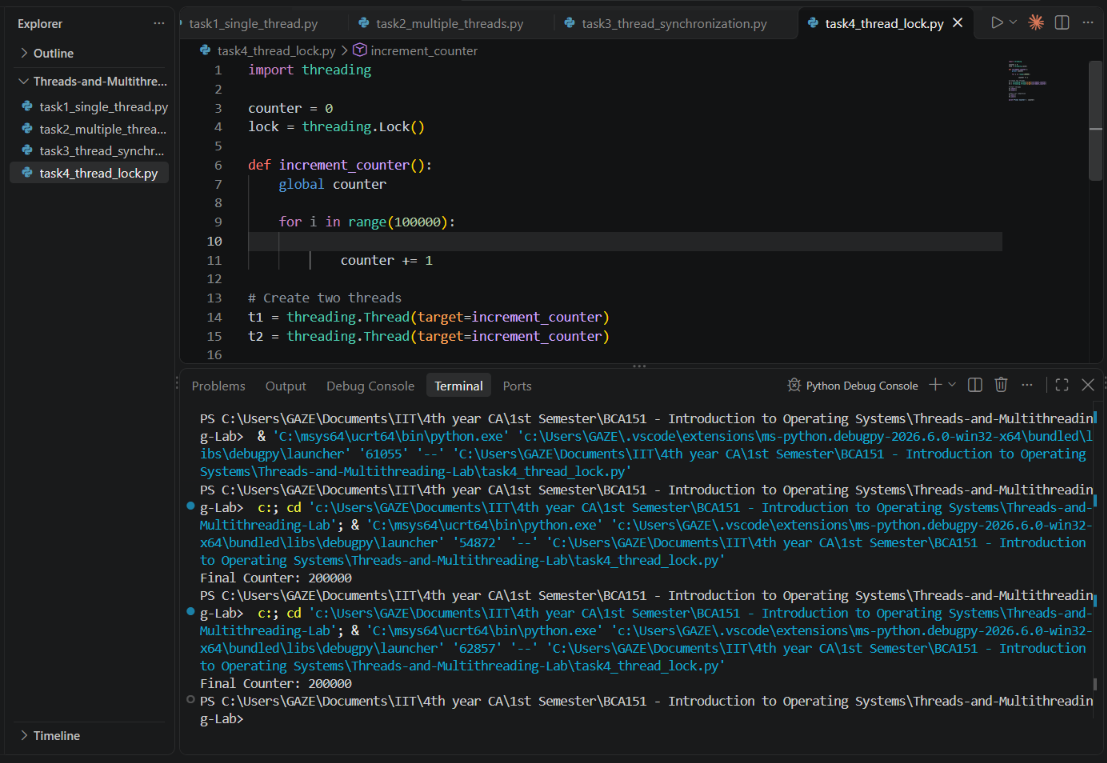 Explorer
task1_single_thread.py
task2_multiple_threads.py
task3_thread_synchronization.py
task4_thread_lock.py
Outline
Threads-and-Multithre...
task1_single_thread.py
task2_multiple_threa...
task3_thread_synchr...
task4_thread_lock.py
task4_thread_lock.py > increment_counter
1 import threading
2
3 counter = 0
4 lock = threading.Lock()
5
6 def increment_counter():
7 global counter
8
9 for i in range(100000):
10
11 counter += 1
12
13 # Create two threads
14 t1 = threading.Thread(target=increment_counter)
15 t2 = threading.Thread(target=increment_counter)
16
Problems Output Debug Console Terminal Ports
Python Debug Console
PS C:\Users\GAZE\Documents\IIT\4th year CA\1st Semester\BCA151 - Introduction to Operating Systems\Threads-and-Multithreadin
g-Lab>  & 'C:\msys64\ucrt64\bin\python.exe' 'c:\Users\GAZE\.vscode\extensions\ms-python.debugpy-2026.6.0-win32-x64\bundled\l
ibs\debugpy\launcher' '61055' '--' 'C:\Users\GAZE\Documents\IIT\4th year CA\1st Semester\BCA151 - Introduction to Operating
Systems\Threads-and-Multithreading-Lab\task4_thread_lock.py'
PS C:\Users\GAZE\Documents\IIT\4th year CA\1st Semester\BCA151 - Introduction to Operating Systems\Threads-and-Multithreadin
g-Lab>  c:; cd 'c:\Users\GAZE\Documents\IIT\4th year CA\1st Semester\BCA151 - Introduction to Operating Systems\Threads-and-
Multithreading-Lab'; & 'C:\msys64\ucrt64\bin\python.exe' 'c:\Users\GAZE\.vscode\extensions\ms-python.debugpy-2026.6.0-win32-
x64\bundled\libs\debugpy\launcher' '54872' '--' 'C:\Users\GAZE\Documents\IIT\4th year CA\1st Semester\BCA151 - Introduction
to Operating Systems\Threads-and-Multithreading-Lab\task4_thread_lock.py'
Final Counter: 200000
PS C:\Users\GAZE\Documents\IIT\4th year CA\1st Semester\BCA151 - Introduction to Operating Systems\Threads-and-Multithreadin
g-Lab>  c:; cd 'c:\Users\GAZE\Documents\IIT\4th year CA\1st Semester\BCA151 - Introduction to Operating Systems\Threads-and-
Multithreading-Lab'; & 'C:\msys64\ucrt64\bin\python.exe' 'c:\Users\GAZE\.vscode\extensions\ms-python.debugpy-2026.6.0-win32-
x64\bundled\libs\debugpy\launcher' '62857' '--' 'C:\Users\GAZE\Documents\IIT\4th year CA\1st Semester\BCA151 - Introduction
to Operating Systems\Threads-and-Multithreading-Lab\task4_thread_lock.py'
Final Counter: 200000
PS C:\Users\GAZE\Documents\IIT\4th year CA\1st Semester\BCA151 - Introduction to Operating Systems\Threads-and-Multithreadin
g-Lab>
Timeline